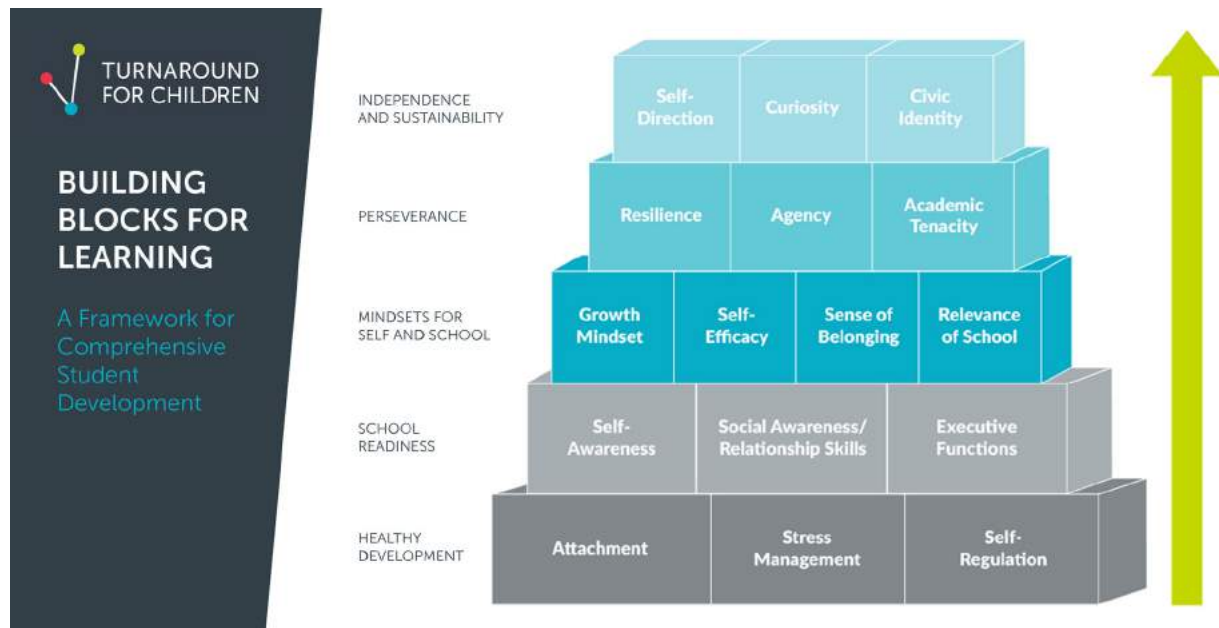 TURNAROUND
FOR CHILDREN
BUILDING
BLOCKS FOR
LEARNING
A Framework for
Comprehensive
Student
Development
INDEPENDENCE
AND SUSTAINABILITY
Self-
Direction
Curiosity
Civic
Identity
PERSEVERANCE
Resilience
Agency
Academic
Tenacity
MINDSETS FOR
SELF AND SCHOOL
Growth
Mindset
Self-
Efficacy
Sense of
Belonging
Relevance
of School
SCHOOL
READINESS
Self-
Awareness
Social Awareness/
Relationship Skills
Executive
Functions
HEALTHY
DEVELOPMENT
Attachment
Stress
Management
Self-
Regulation